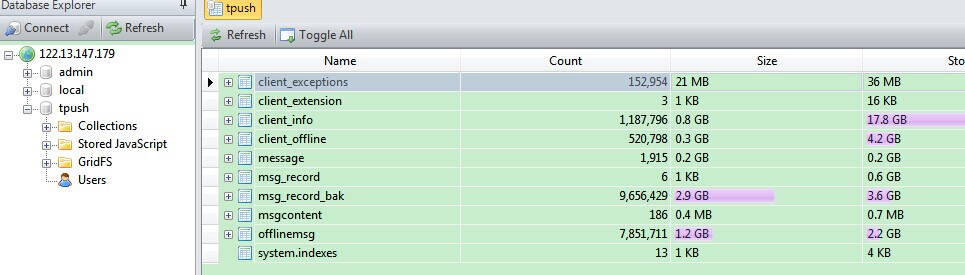 Database Explorer
Connect Refresh
122.13.147.179
admin
local
tpush
Collections
Stored JavaScript
GridFS
Users
tpush
Refresh Toggle All
Name Count Size Sto
client_exceptions 152,954 21 MB 36 MB
client_extension 3 1 KB 16 KB
client_info 1,187,796 0.8 GB 17.8 GB
client_offline 520,798 0.3 GB 4.2 GB
message 1,915 0.2 GB 0.2 GB
msg_record 6 1 KB 0.6 GB
msg_record_bak 9,656,429 2.9 GB 3.6 GB
msgcontent 186 0.4 MB 0.7 MB
offlinemsg 7,851,711 1.2 GB 2.2 GB
system.indexes 13 1 KB 4 KB